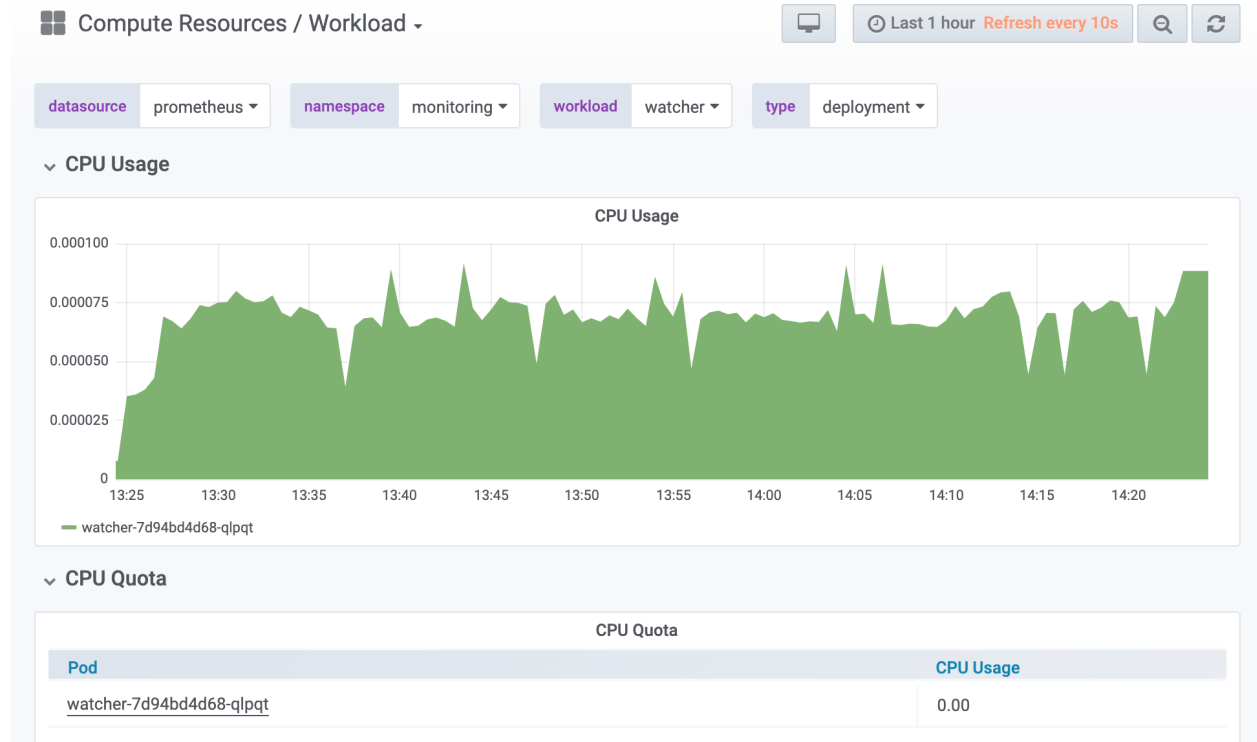 Compute Resources / Workload
Last 1 hour Refresh every 10s
datasource prometheus namespace monitoring workload watcher type deployment
CPU Usage
CPU Usage
0.000100
0.000075
0.000050
0.000025
0
13:25 13:30 13:35 13:40 13:45 13:50 13:55 14:00 14:05 14:10 14:15 14:20
watcher-7d94bd4d68-qlpqt
CPU Quota
CPU Quota
Pod CPU Usage
watcher-7d94bd4d68-qlpqt 0.00